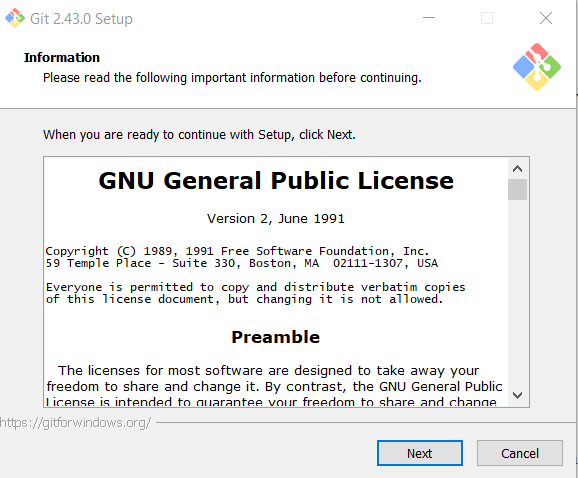 Git 2.43.0 Setup
Information
Please read the following important information before continuing.
When you are ready to continue with Setup, click Next.
GNU General Public License
Version 2, June 1991
Copyright (C) 1989, 1991 Free Software Foundation, Inc.
59 Temple Place - Suite 330, Boston, MA  02111-1307, USA
Everyone is permitted to copy and distribute verbatim copies
of this license document, but changing it is not allowed.
Preamble
The licenses for most software are designed to take away your
freedom to share and change it. By contrast, the GNU General Public
License is intended to guarantee your freedom to share and change
https://gitforwindows.org/
Next
Cancel